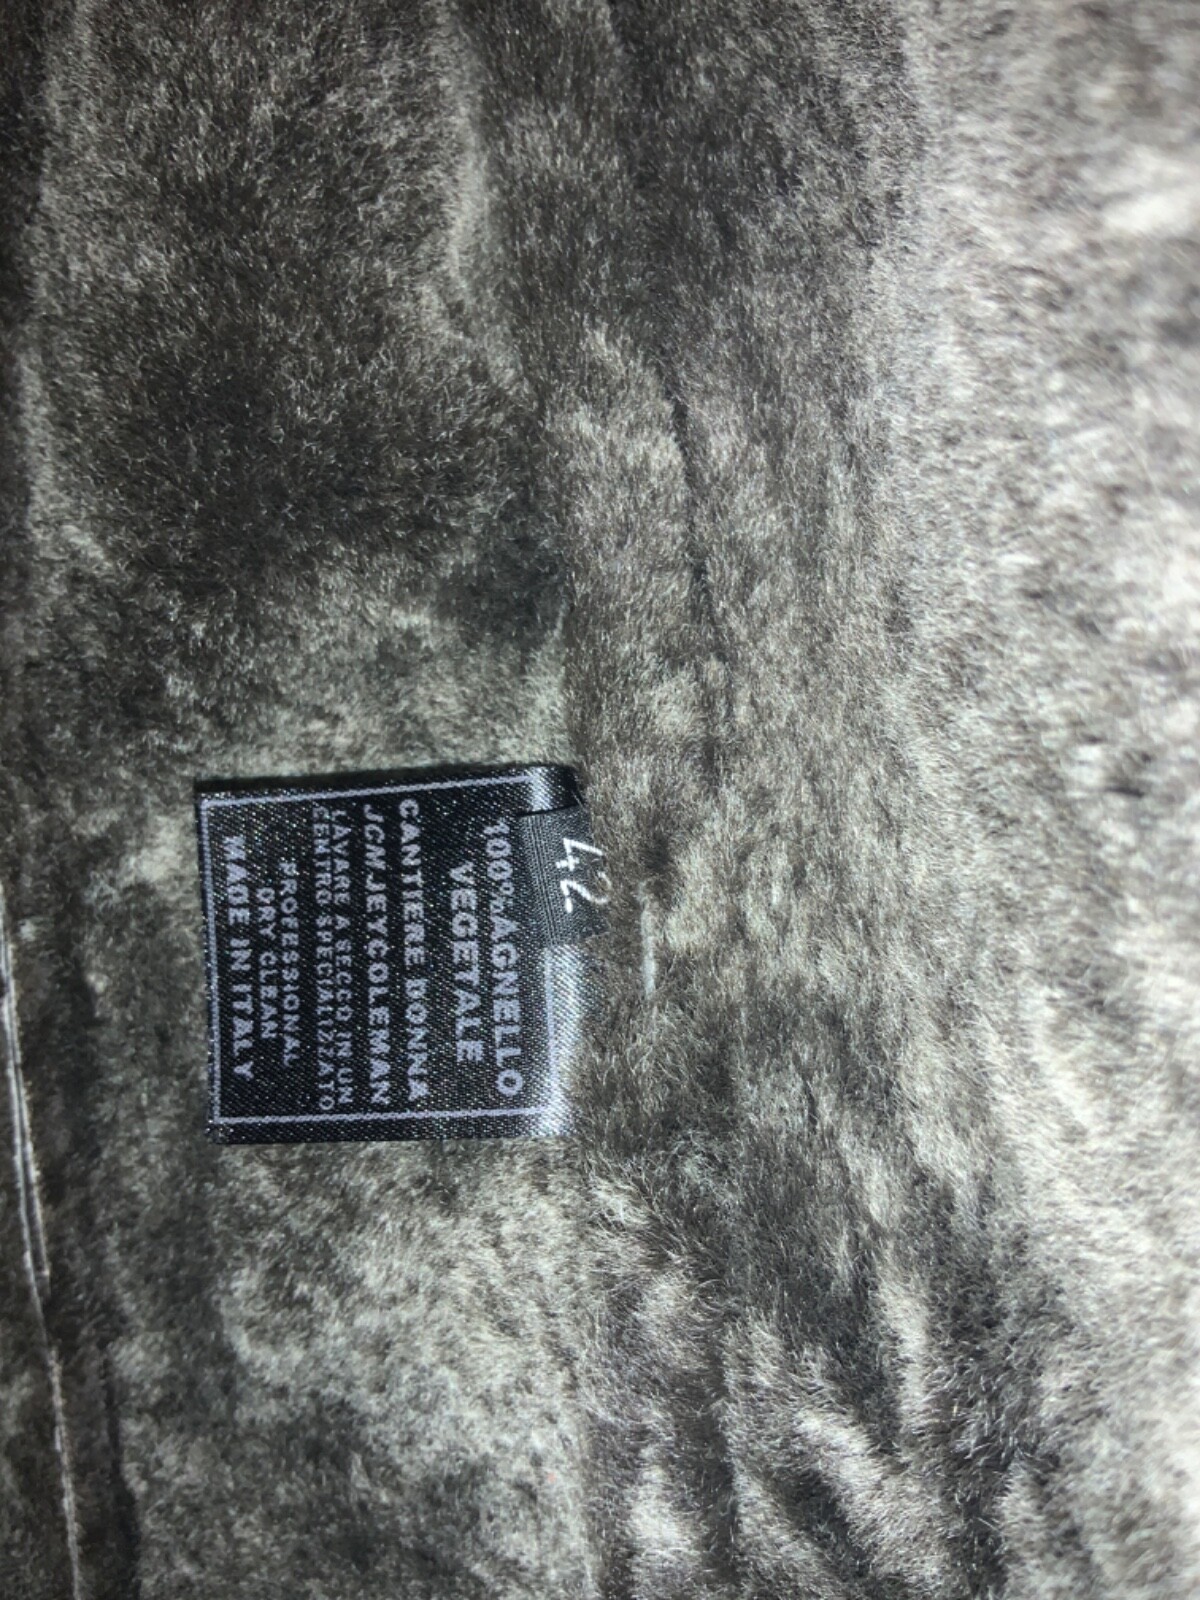 42
100% AGNELLO
VEGETALE
CANTIERE DONNA
JCMJEYCOLEMAN
LAVARE A SECCO IN UN
CENTRO SPECIALIZZATO
PROFESSIONAL
DRY CLEAN
MADE IN ITALY